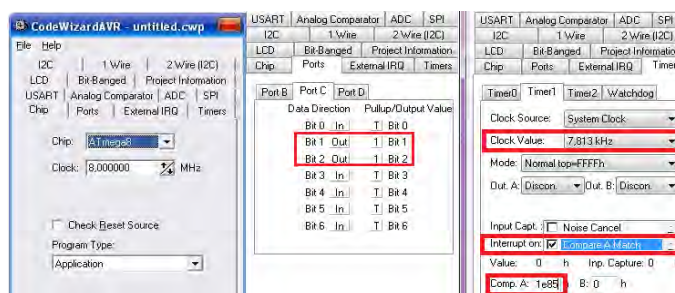 CodeWizardAVR - untitled.cwp
File Help
I2C 1 Wire 2 Wire (I2C)
LCD Bit-Banged Project Information
USART Analog Comparator ADC SPI
Chip Ports External IRQ Timers
Chip: ATmega8
Clock: 8,000000 MHz
Check Reset Source
Program Type:
Application
USART Analog Comparator ADC SPI
I2C 1 Wire 2 Wire (I2C)
LCD Bit-Banged Project Information
Chip Ports External IRQ Timers
Port B Port C Port D
Data Direction Pullup/Output Value
Bit 0 In T Bit 0
Bit 1 Out 1 Bit 1
Bit 2 Out 1 Bit 2
Bit 3 In T Bit 3
Bit 4 In T Bit 4
Bit 5 In T Bit 5
Bit 6 In T Bit 6
USART Analog Comparator ADC SPI
I2C 1 Wire 2 Wire (I2C)
LCD Bit-Banged Project Informatio
Chip Ports External IRQ Timer
Timer0 Timer1 Timer2 Watchdog
Clock Source: System Clock
Clock Value: 7,813 kHz
Mode: Normal top=FFFFh
Out. A: Discon. Out. B: Discon.
Input Capt. : Noise Cancel
Interrupt on: Compare A Match
Value: 0 h Inp. Capture: 0
Comp. A: 1e85 B: 0 h